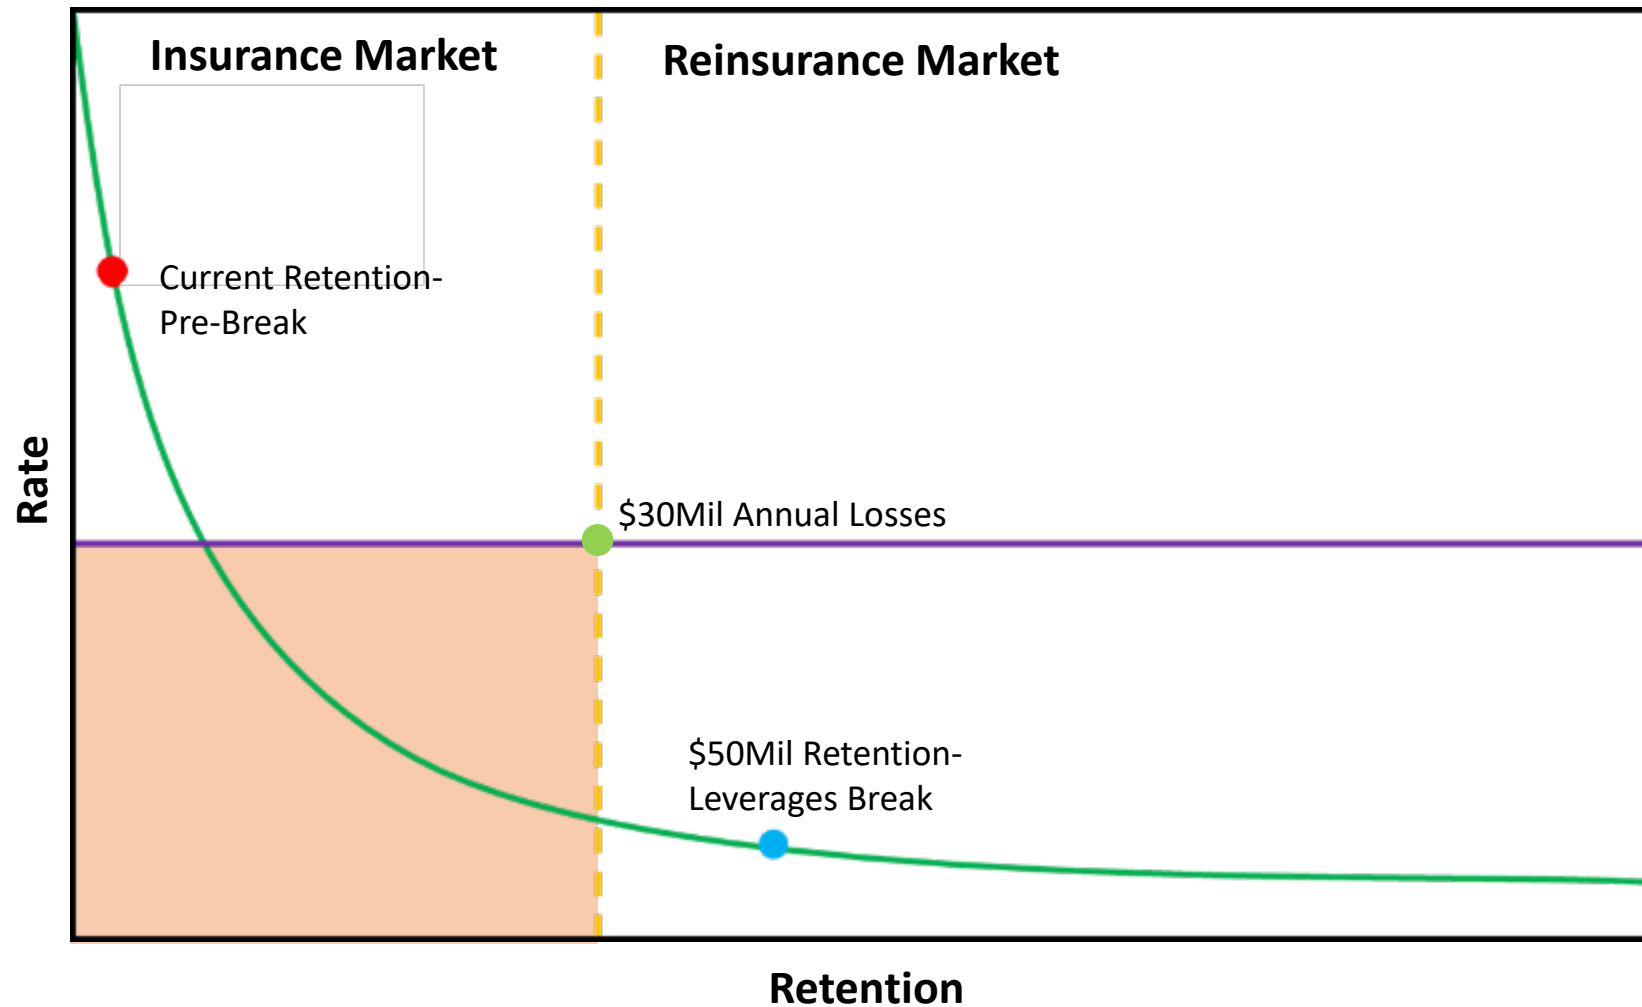 Insurance Market
Reinsurance Market
Current Retention-
Pre-Break
Rate
$30Mil Annual Losses
$50Mil Retention-
Leverages Break
Retention